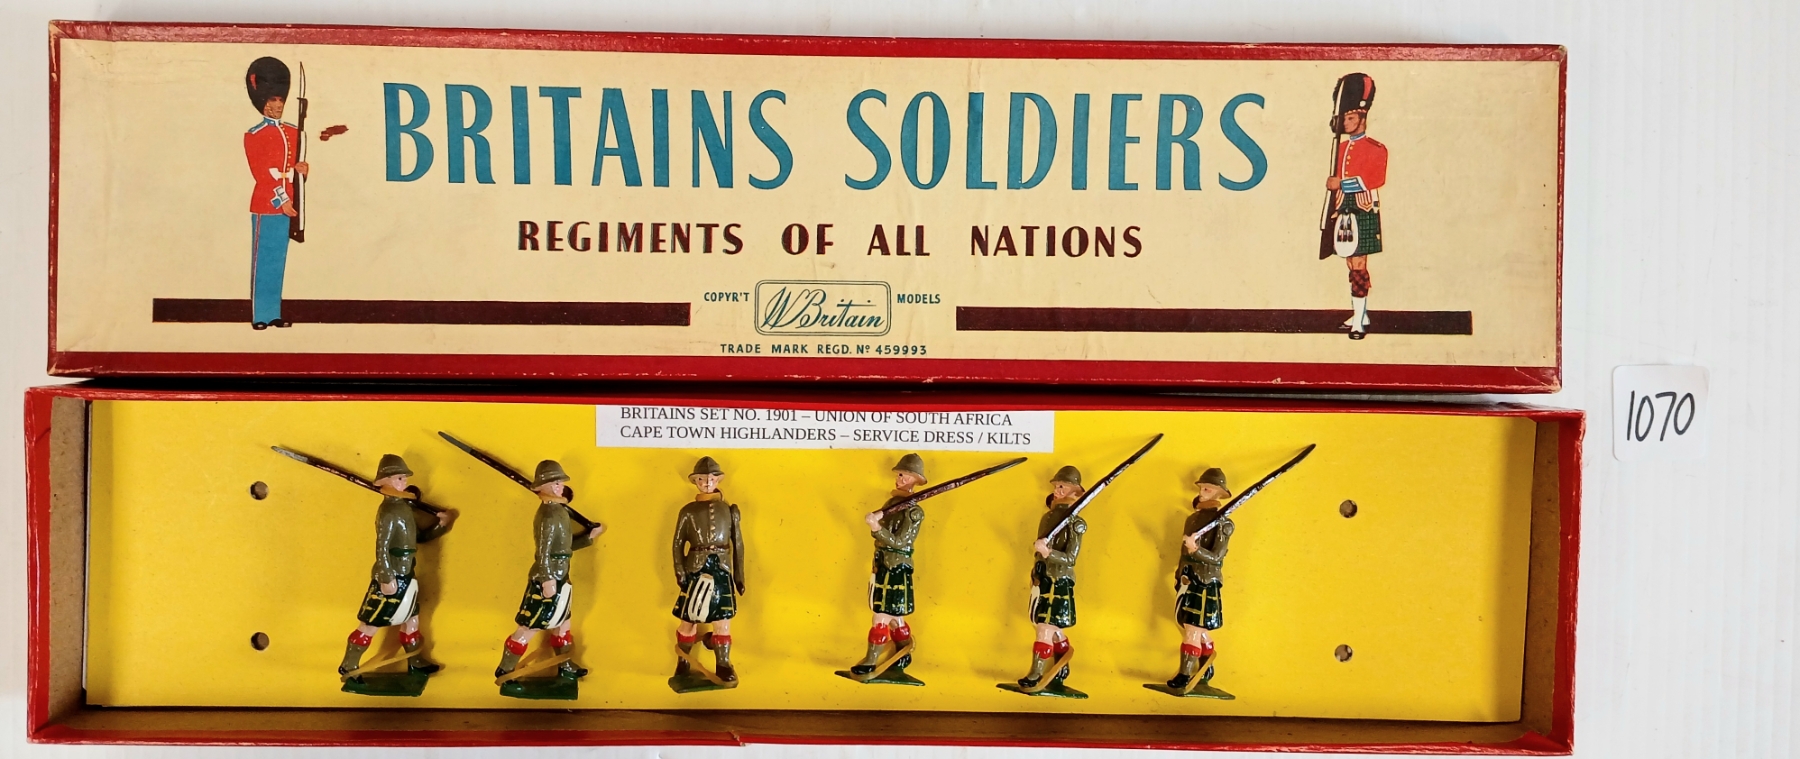 BRITAINS SOLDIERS
REGIMENTS OF ALL NATIONS
COPYR'T W Britain MODELS
TRADE MARK REGD. Nº 459993
BRITAINS SET NO. 1901 – UNION OF SOUTH AFRICA
CAPE TOWN HIGHLANDERS – SERVICE DRESS / KILTS
1070